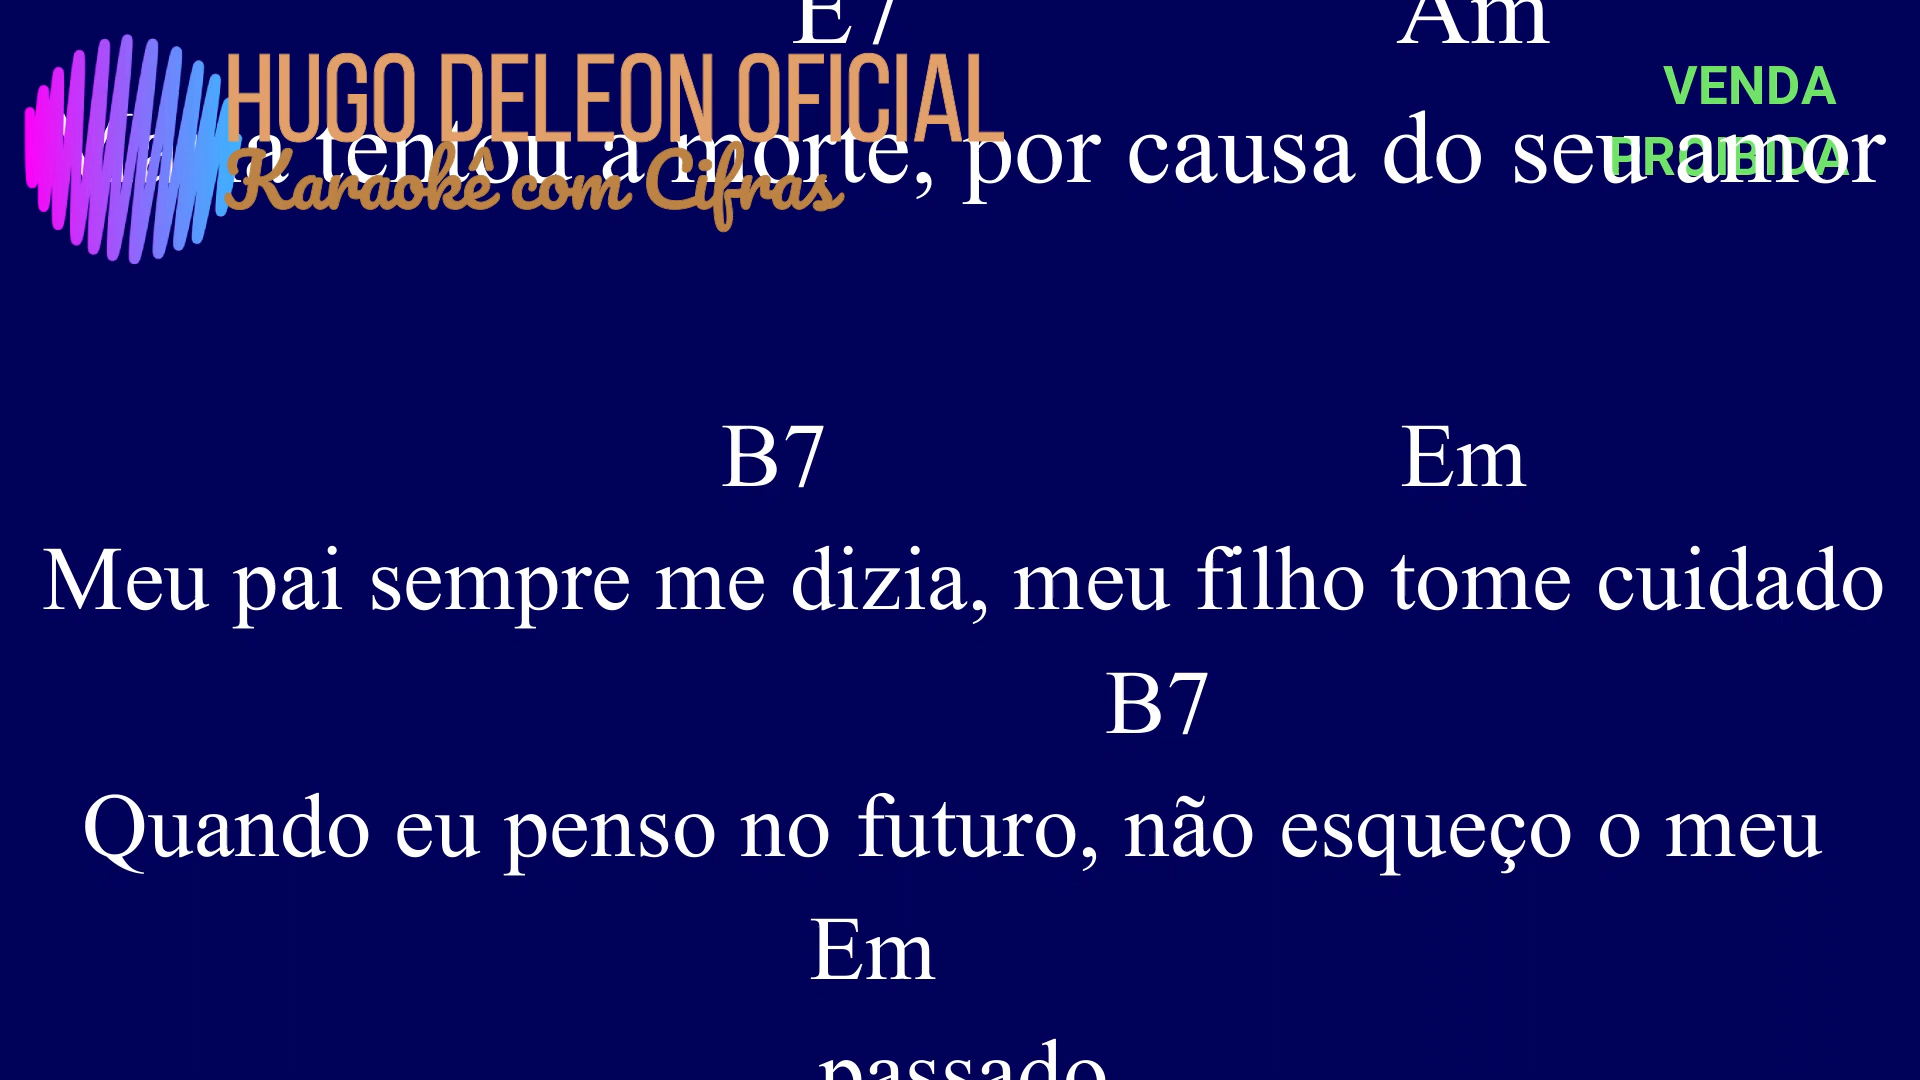 E7 Am
HUGO DELEON OFICIAL
VENDA
tentou a morte, por causa do seu amor
PROIBIDA
Karaokê com Cifras
B7 Em
Meu pai sempre me dizia, meu filho tome cuidado
B7
Quando eu penso no futuro, não esqueço o meu
Em
passado